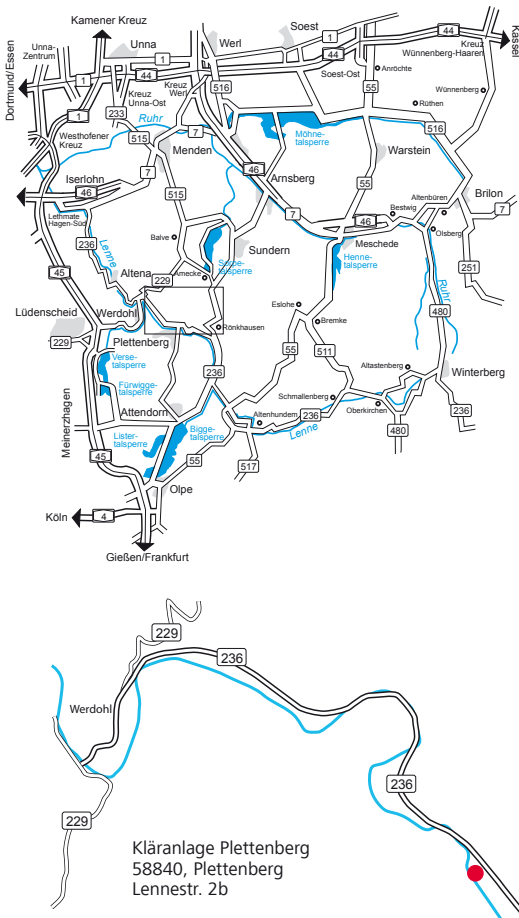 Kamener Kreuz
Soest
Kassel
Unna-
Zentrum
Unna
Werl
1
44
Kreuz
Wünnenberg-Haaren
Dortmund/Essen
1
1
44
44
Soest-Ost
Anröchte
Kreuz
Unna-Ost
Kreuz
Werl
516
55
Wünnenberg
1
233
Rüthen
Ruhr
Westhofener
Kreuz
515
7
Möhne-
talsperre
516
Menden
Warstein
Iserlohn
7
46
46
Arnsberg
55
Lethmate
Hagen-Süd
515
Altenbüren
Brilon
7
46
Bestwig
7
236
Lenne
Balve
Olsberg
Sundern
Meschede
45
Altena
Amecke
Sorpe-
talsperre
Henne-
talsperre
251
229
Ruhr
Lüdenscheid
Werdohl
Eslohe
480
Rönkhausen
Bremke
229
Plettenberg
55
511
Verse-
talsperre
236
Altastenberg
Winterberg
Fürwigge-
talsperre
Schmallenberg
Meinerzhagen
Attendorn
Altenhundem
236
Oberkirchen
236
Lister-
talsperre
Bigge-
talsperre
Lenne
480
45
55
517
Olpe
Köln
4
Gießen/Frankfurt
229
236
Werdohl
236
229
Kläranlage Plettenberg
58840, Plettenberg
Lennestr. 2b